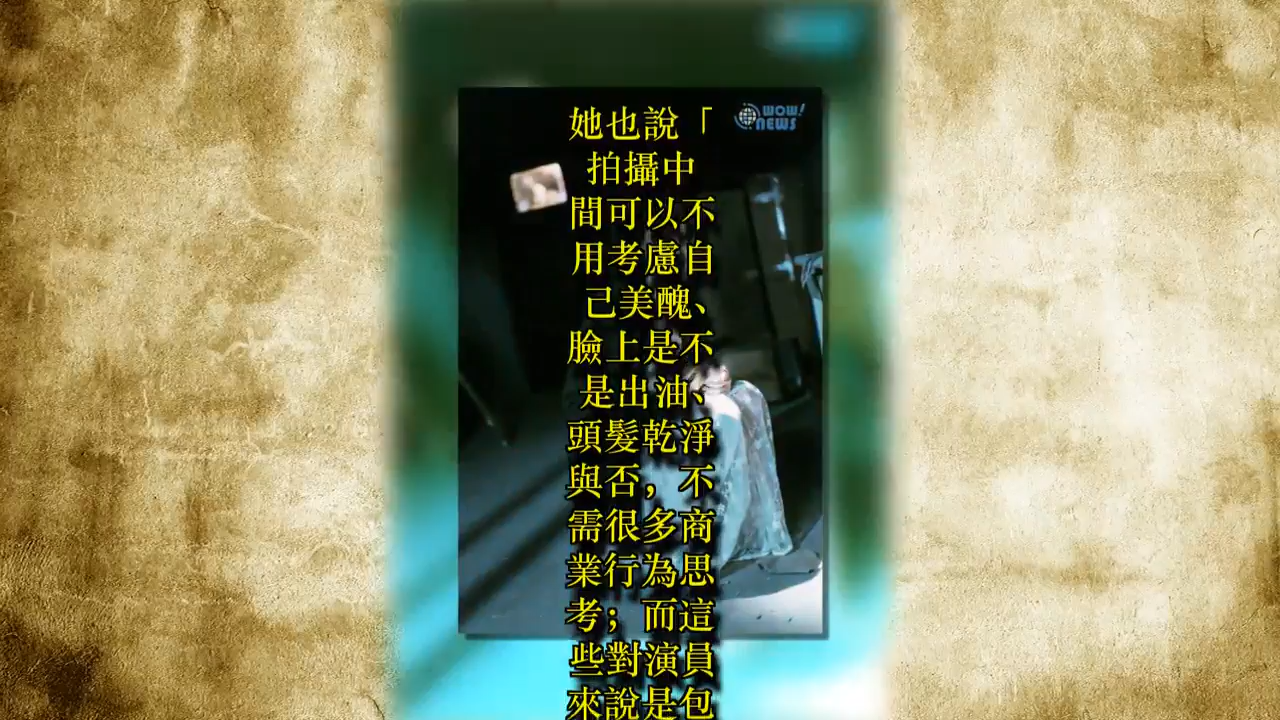 她也說「
WOW!
NEWS
拍攝中
間可以不
用考慮自
己美醜、
臉上是不
是出油、
頭髮乾淨
與否，不
需很多商
業行為思
考；而這
些對演員
來說是包